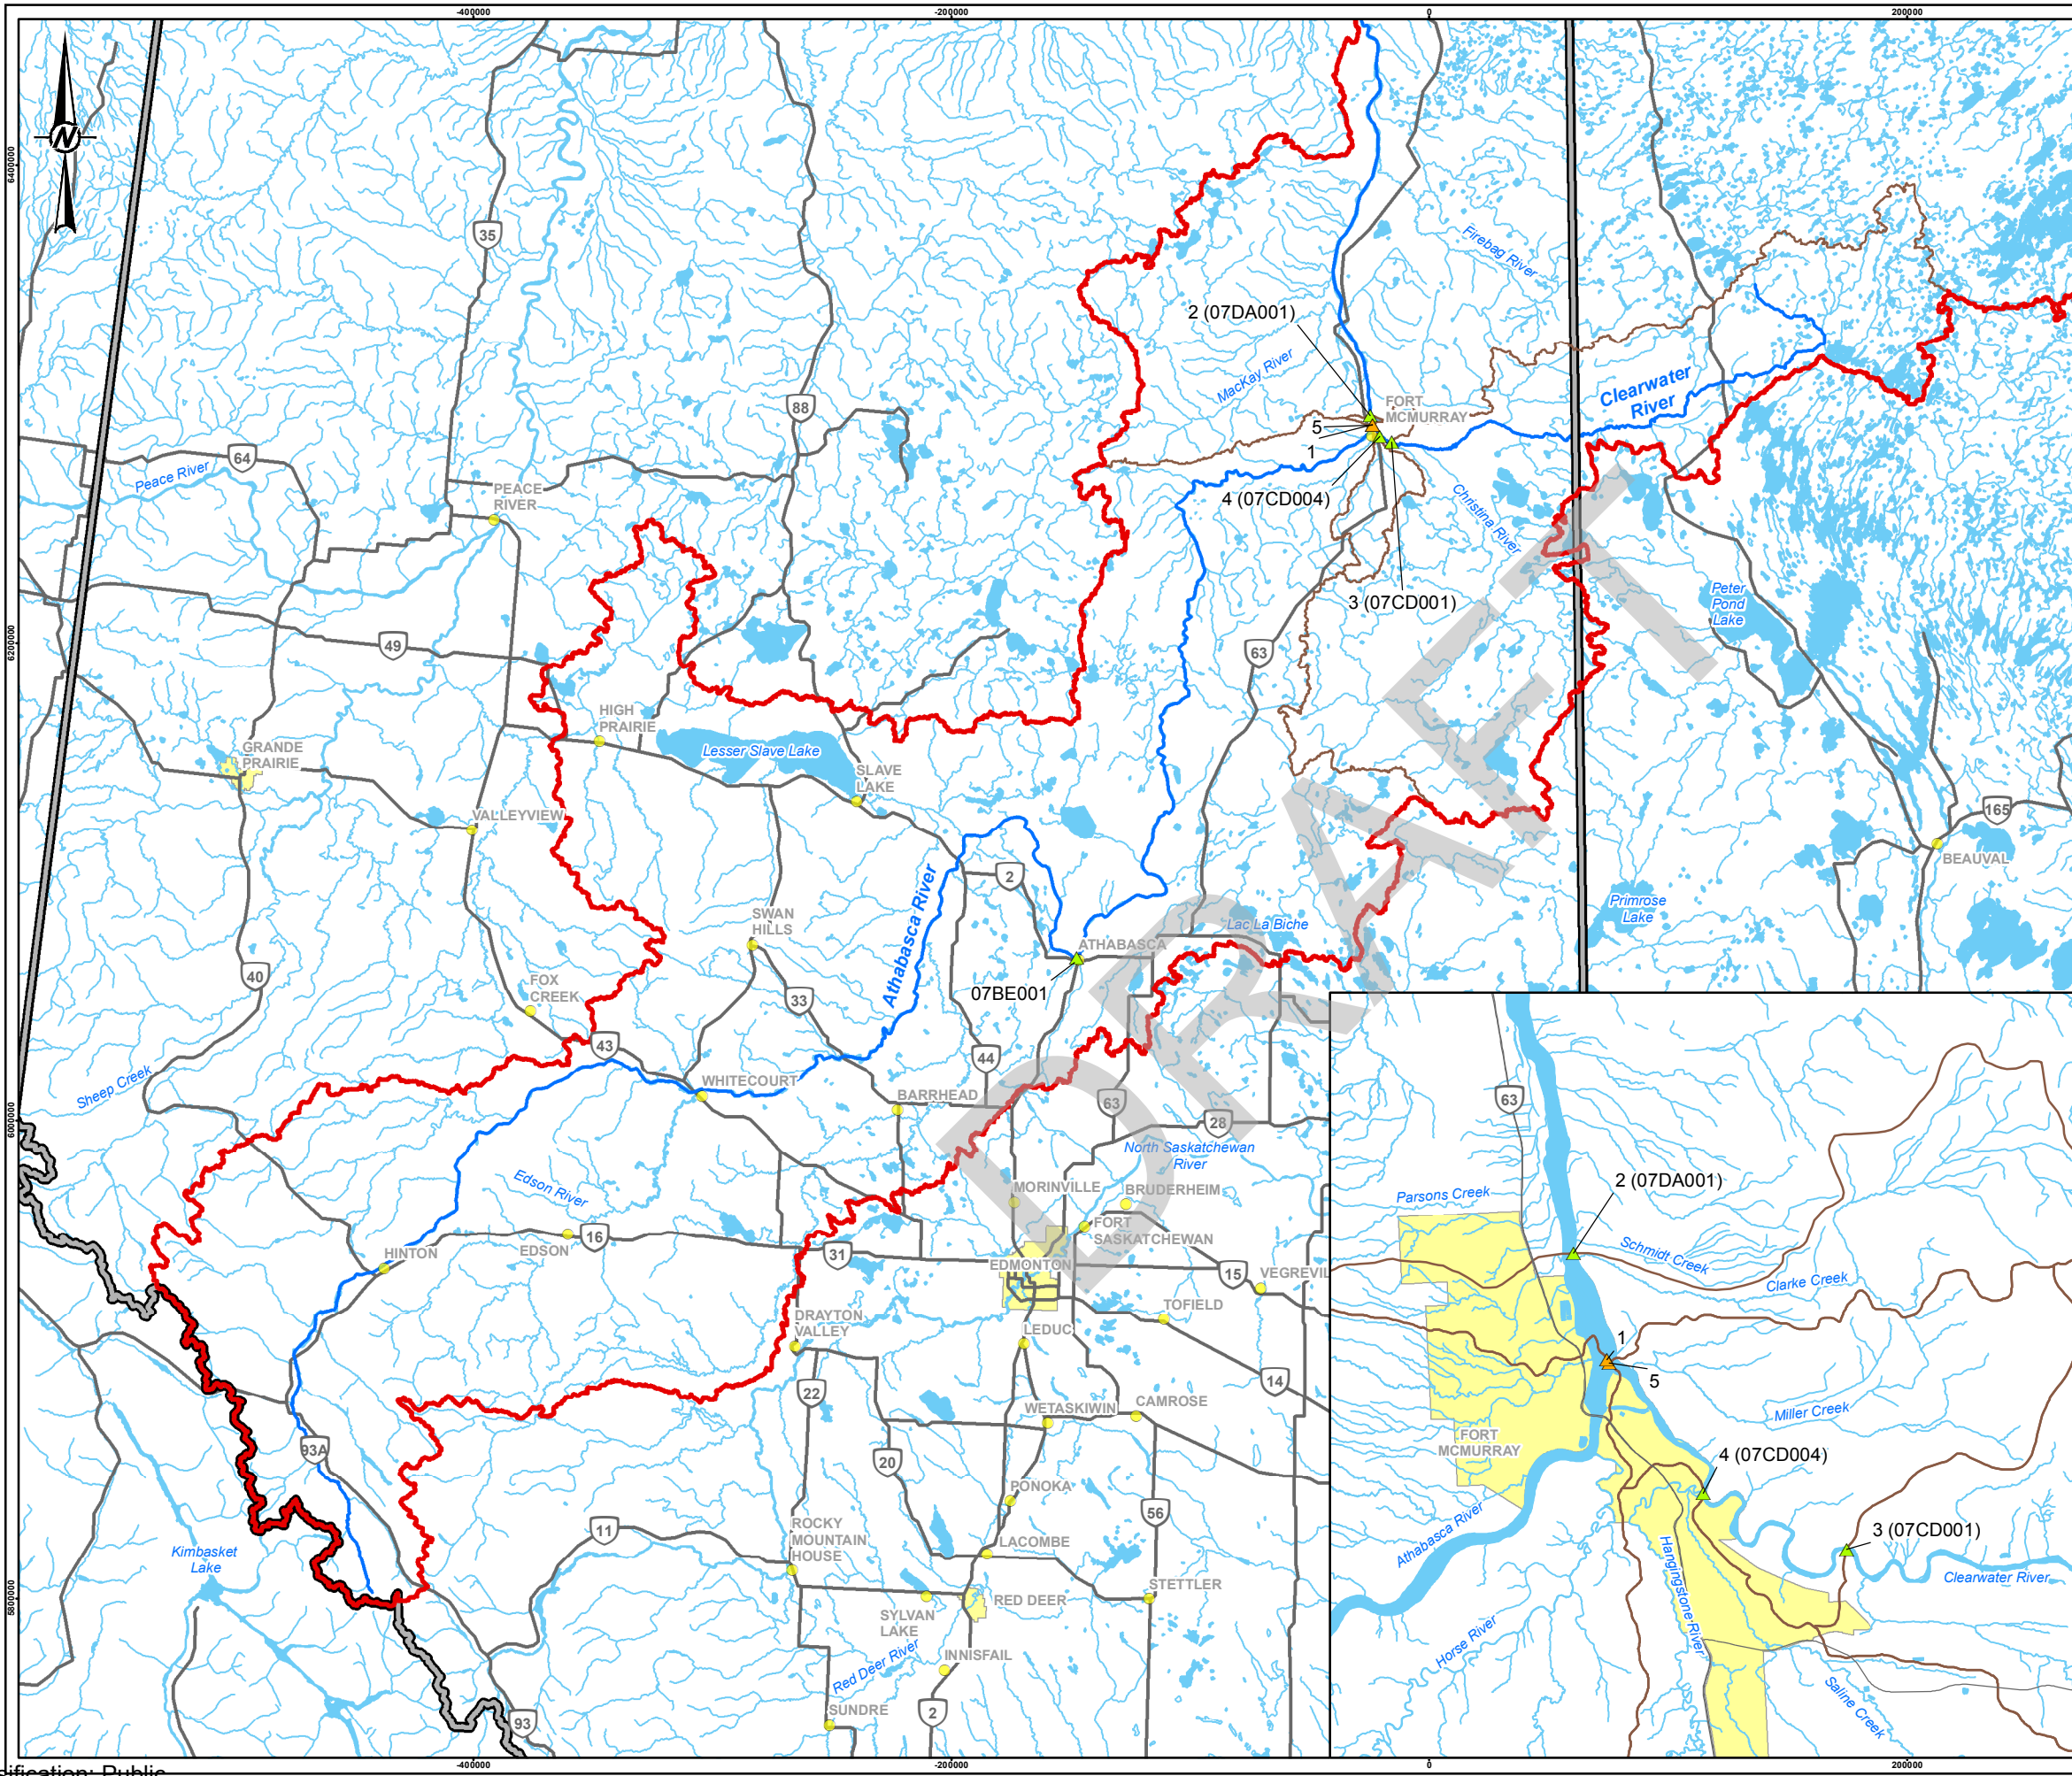 -400000
-200000
0
200000
6400000
6200000
6000000
5800000
N
35
88
64
49
40
43
2
33
44
63
63
28
16
31
15
14
22
20
56
11
93A
93
2
165
Firebag River
2 (07DA001)
MacKay River
FORT
MCMURRAY
5
1
4 (07CD004)
3 (07CD001)
Clearwater
River
Christina River
Peace River
PEACE
RIVER
Peter
Pond
Lake
HIGH
PRAIRIE
Lesser Slave Lake
SLAVE
LAKE
GRANDE
PRAIRIE
VALLEYVIEW
BEAUVAL
Primrose
Lake
SWAN
HILLS
Athabasca River
ATHABASCA
Lac La Biche
07BE001
FOX
CREEK
Sheep Creek
WHITECOURT
BARRHEAD
North Saskatchewan
River
Edson River
MORINVILLE
BRUDERHEIM
FORT
SASKATCHEWAN
HINTON
EDSON
EDMONTON
VEGREVIL
DRAYTON
VALLEY
TOFIELD
LEDUC
WETASKIWIN
CAMROSE
PONOKA
ROCKY
MOUNTAIN
HOUSE
LACOMBE
Kimbasket
Lake
STETTLER
RED DEER
SYLVAN
LAKE
Red Deer River
INNISFAIL
SUNDRE
DRAFT
63
Parsons Creek
2 (07DA001)
Schmidt Creek
Clarke Creek
1
5
Miller Creek
FORT
MCMURRAY
4 (07CD004)
3 (07CD001)
Athabasca River
Hangingstone River
Clearwater River
Horse River
Saline Creek
-400000
-200000
0
200000
sification: Public